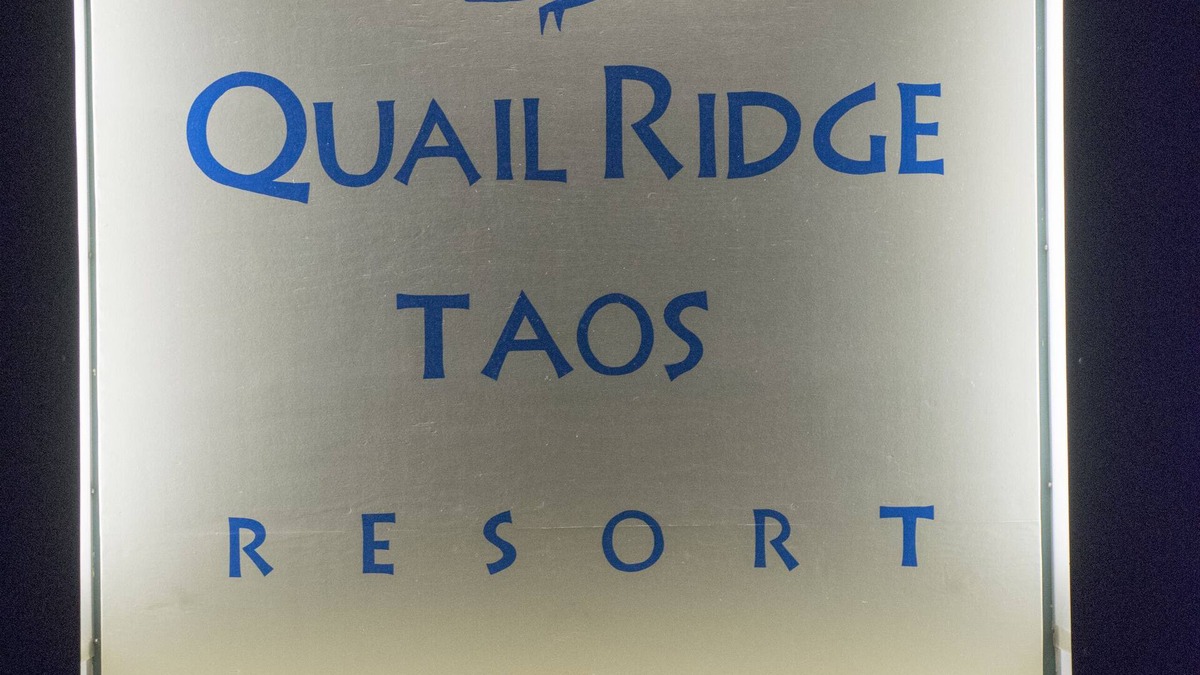 QUAIL RIDGE
TAOS
RESORT